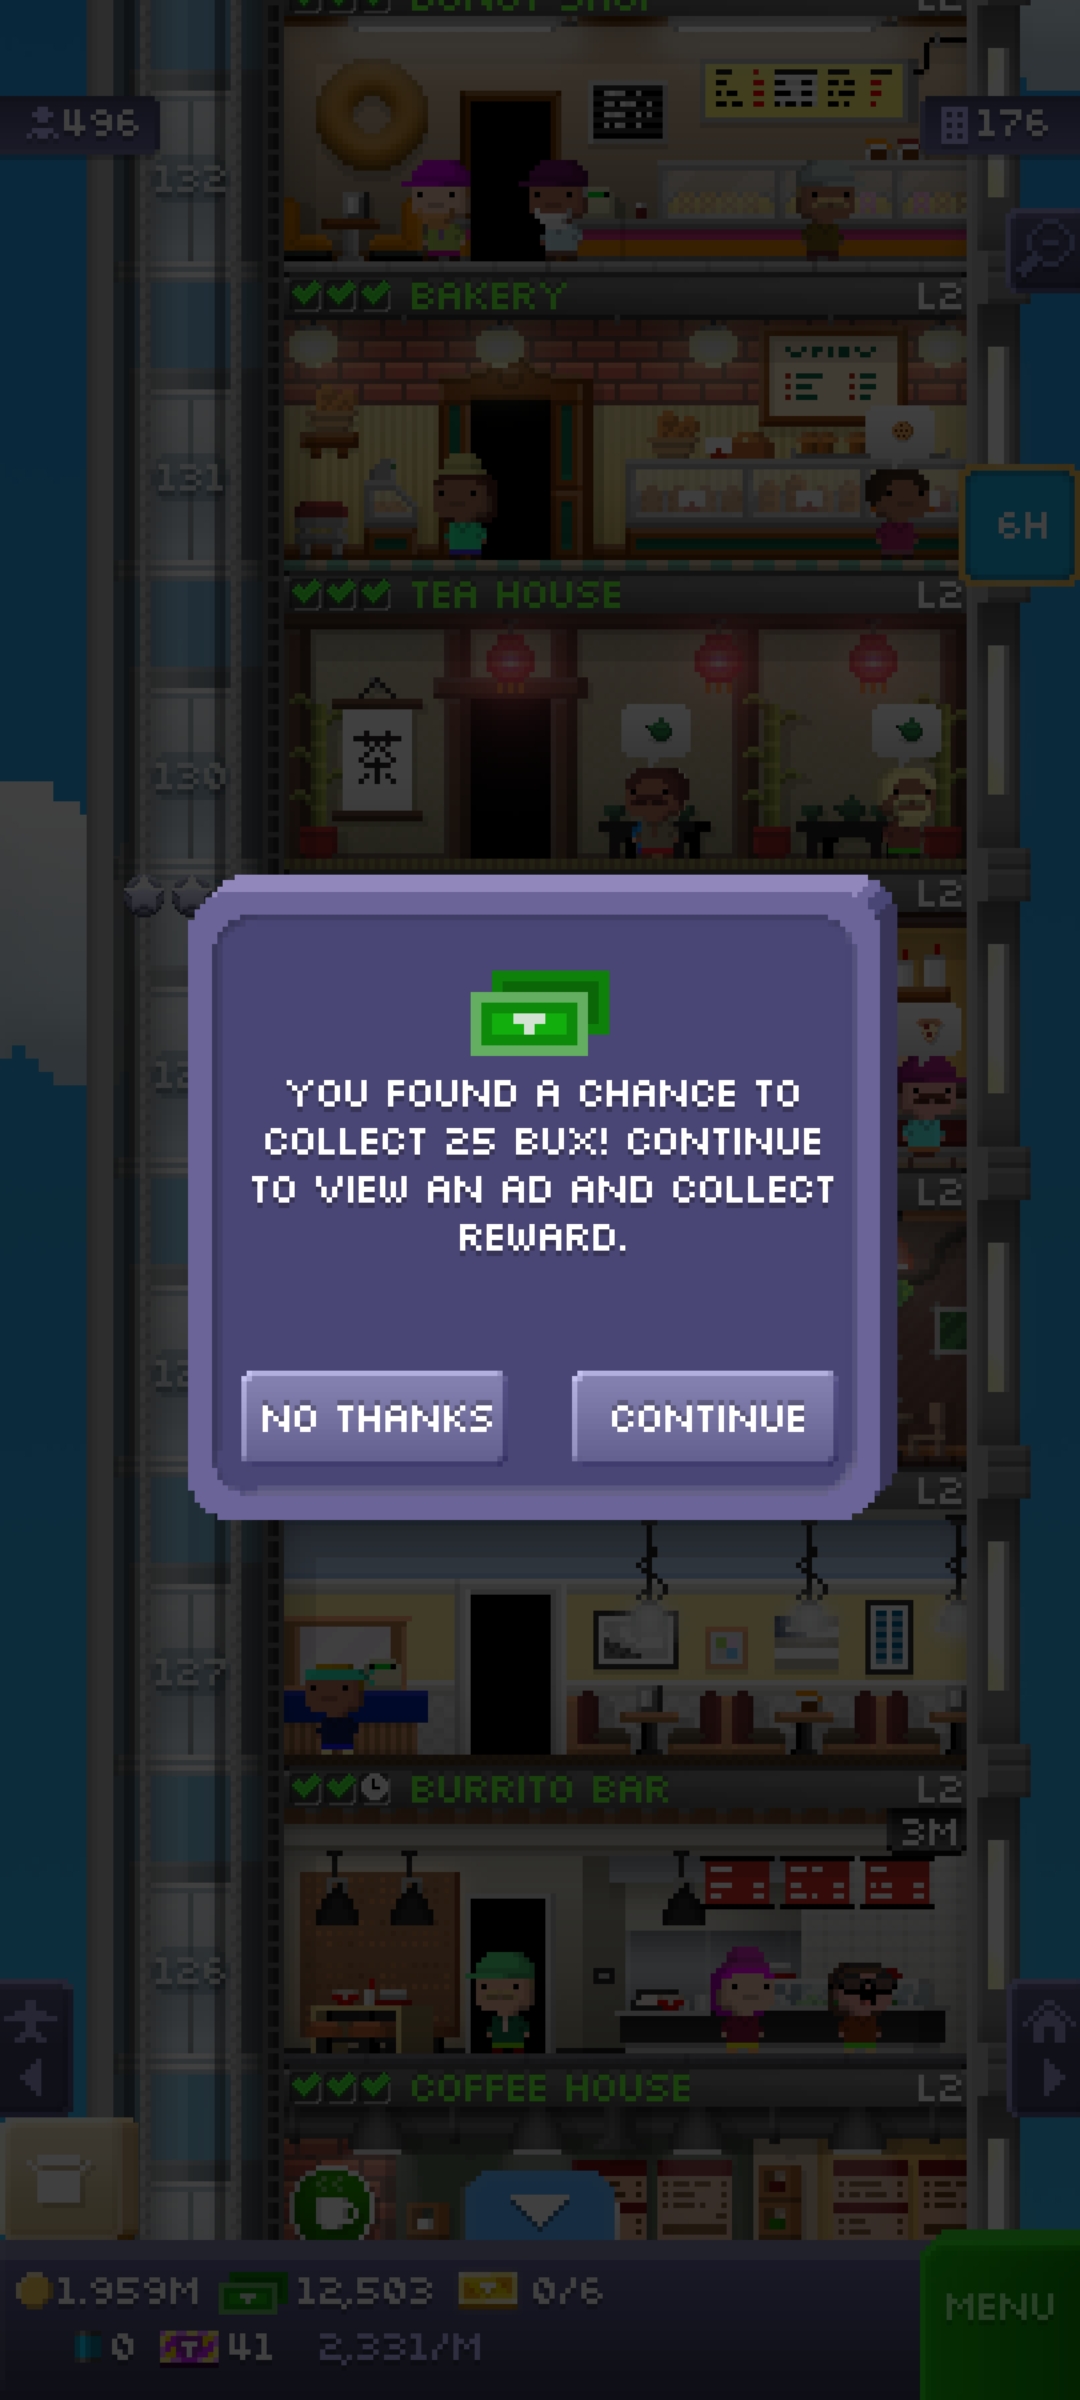 DONUT SHOP L2
496
176
132
BAKERY L2
131
6H
TEA HOUSE L2
130
茶
L2
YOU FOUND A CHANCE TO
COLLECT 25 BUX! CONTINUE
TO VIEW AN AD AND COLLECT
REWARD.
L2
NO THANKS
CONTINUE
L2
127
BURRITO BAR L2
3M
126
COFFEE HOUSE L2
1.959M 12,503 0/6
MENU
0 41 2,331/M